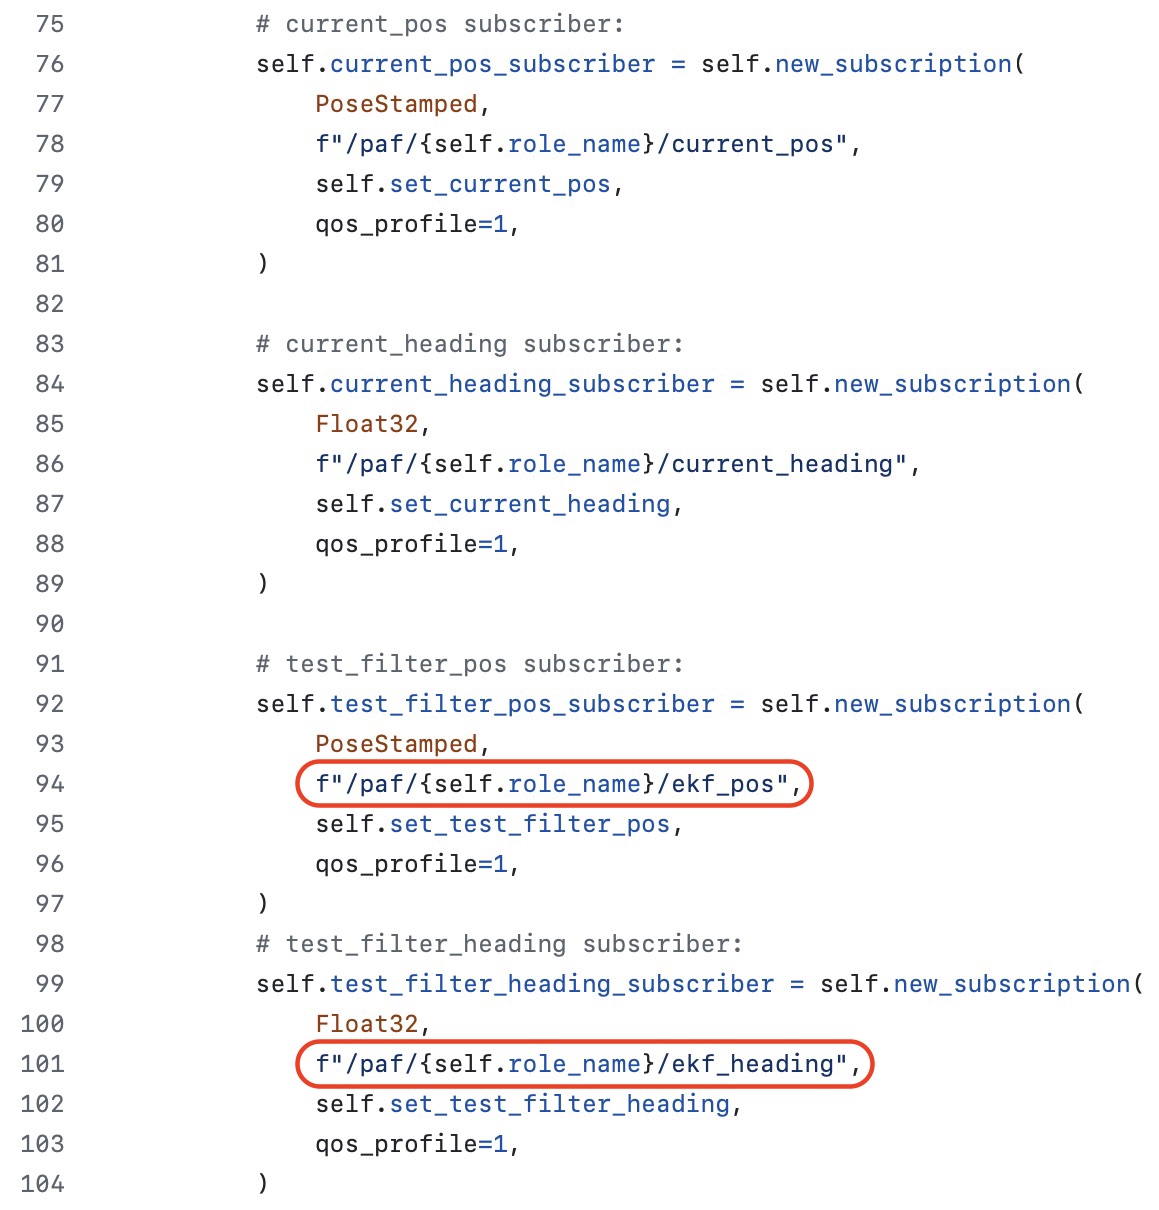 75 # current_pos subscriber:
76 self.current_pos_subscriber = self.new_subscription(
77 PoseStamped,
78 f"/paf/{self.role_name}/current_pos",
79 self.set_current_pos,
80 qos_profile=1,
81 )
82
83 # current_heading subscriber:
84 self.current_heading_subscriber = self.new_subscription(
85 Float32,
86 f"/paf/{self.role_name}/current_heading",
87 self.set_current_heading,
88 qos_profile=1,
89 )
90
91 # test_filter_pos subscriber:
92 self.test_filter_pos_subscriber = self.new_subscription(
93 PoseStamped,
94 f"/paf/{self.role_name}/ekf_pos",
95 self.set_test_filter_pos,
96 qos_profile=1,
97 )
98 # test_filter_heading subscriber:
99 self.test_filter_heading_subscriber = self.new_subscription(
100 Float32,
101 f"/paf/{self.role_name}/ekf_heading",
102 self.set_test_filter_heading,
103 qos_profile=1,
104 )